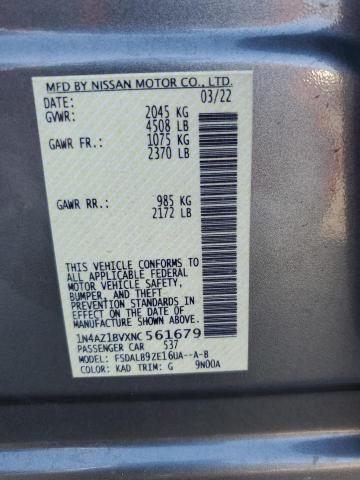 MFD BY NISSAN MOTOR CO., LTD.
DATE: 03/22
GVWR: 2045 KG
4508 LB
GAWR FR.: 1075 KG
2370 LB
GAWR RR.: 985 KG
2172 LB
THIS VEHICLE CONFORMS TO
ALL APPLICABLE FEDERAL
MOTOR VEHICLE SAFETY,
BUMPER, AND THEFT
PREVENTION STANDARDS IN
EFFECT ON THE DATE OF
MANUFACTURE SHOWN ABOVE.
1N4AZ1BVXNC561679
PASSENGER CAR 537
MODEL: FSDALB9ZE16UA--A-B
COLOR: KAD TRIM: G 9N00A